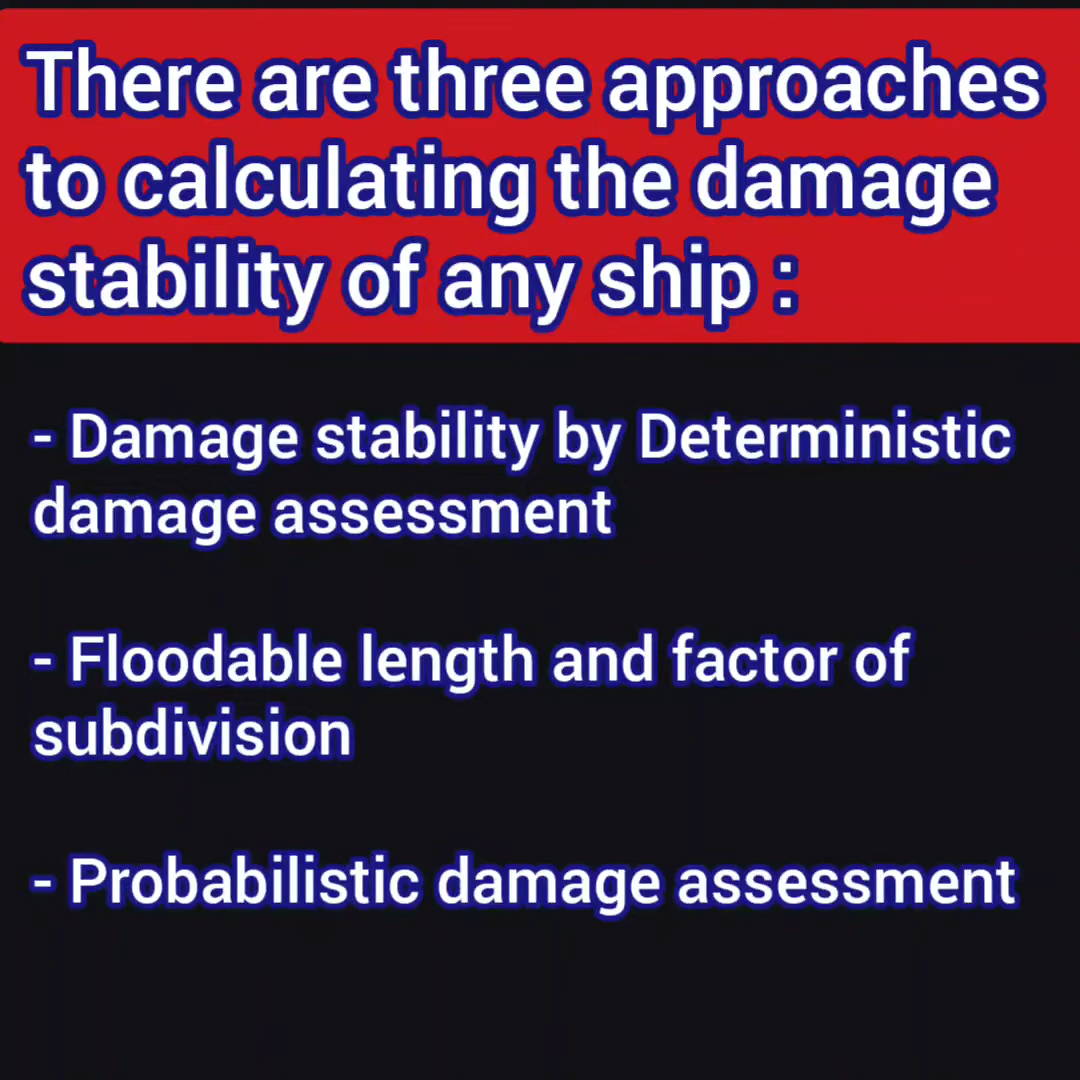 There are three approaches
to calculating the damage
stability of any ship :
- Damage stability by Deterministic
damage assessment
- Floodable length and factor of
subdivision
- Probabilistic damage assessment